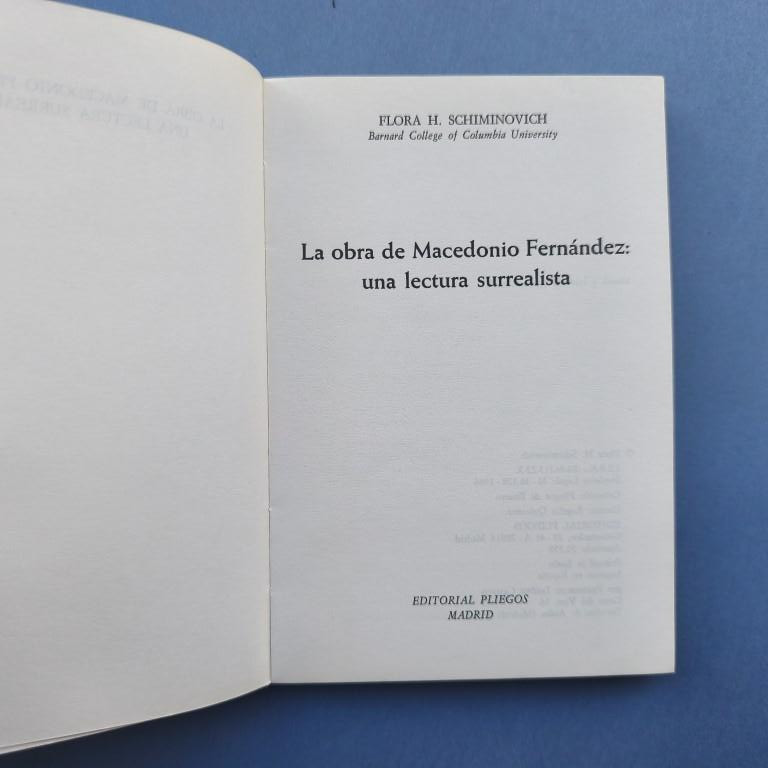 FLORA H. SCHIMINOVICH
Barnard College of Columbia University
La obra de Macedonio Fernández:
una lectura surrealista
EDITORIAL PLIEGOS
MADRID